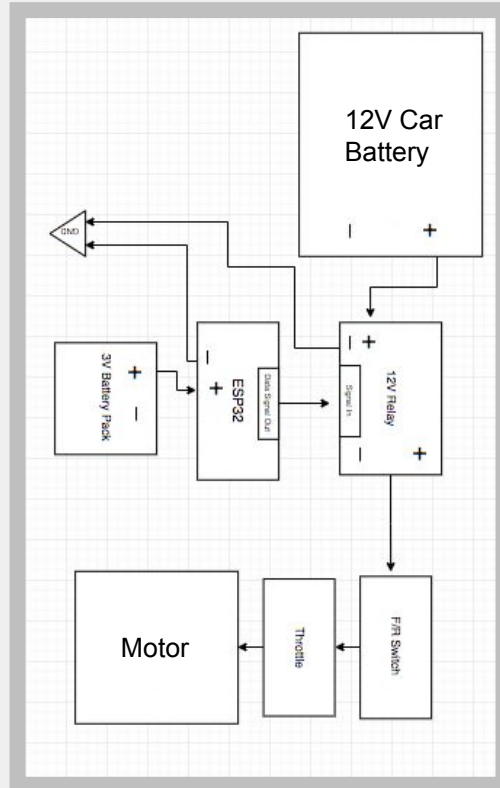 12V Car
Battery
− +
GND
3V Battery Pack
+ −
ESP32
− +
Data Signal Out
12V Relay
− +
Signal In
− +
F/R Switch
Throttle
Motor